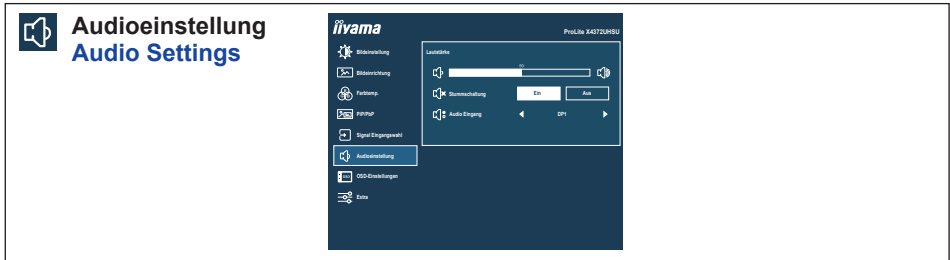 Audioeinstellung
Audio Settings
iiyama
ProLite X4372UHSU
Bildeinstellung
Bildeinrichtung
Farbtemp.
PiP/PbP
Signal Eingangswahl
Audioeinstellung
OSD
OSD-Einstellungen
Extra
Lautstärke
50
Stummschaltung Ein Aus
Audio Eingang DP1